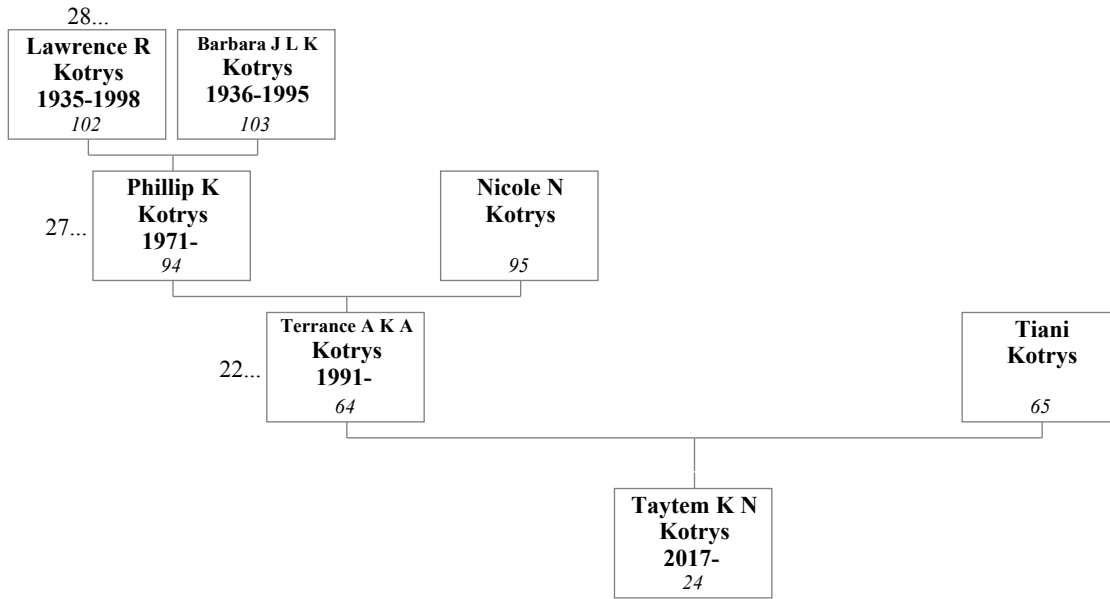 28...
Lawrence R
Kotrys
1935-1998
102
Barbara J L K
Kotrys
1936-1995
103
27...
Phillip K
Kotrys
1971-
94
Nicole N
Kotrys
95
22...
Terrance A K A
Kotrys
1991-
64
Tiani
Kotrys
65
Taytem K N
Kotrys
2017-
24